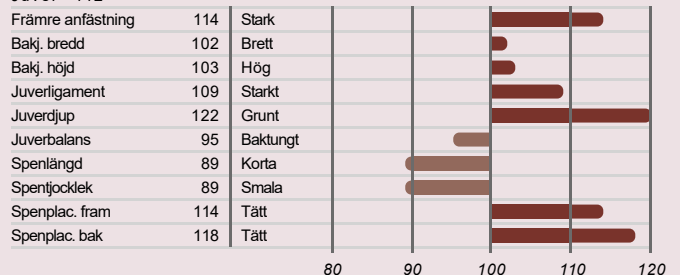 Främre anfästning 114 Stark
Bakj. bredd 102 Brett
Bakj. höjd 103 Hög
Juverligament 109 Starkt
Juverdjup 122 Grunt
Juverbalans 95 Baktungt
Spenlängd 89 Korta
Spentjocklek 89 Smala
Spenplac. fram 114 Tätt
Spenplac. bak 118 Tätt
80 90 100 110 120